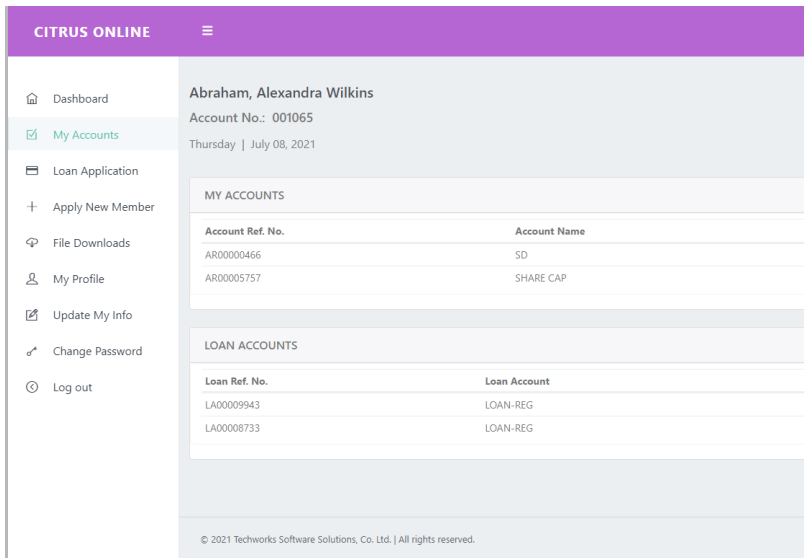 CITRUS ONLINE
Dashboard
My Accounts
Loan Application
Apply New Member
File Downloads
My Profile
Update My Info
Change Password
Log out
Abraham, Alexandra Wilkins
Account No.: 001065
Thursday | July 08, 2021
MY ACCOUNTS
Account Ref. No. Account Name
AR00000466 SD
AR00005757 SHARE CAP
LOAN ACCOUNTS
Loan Ref. No. Loan Account
LA00009943 LOAN-REG
LA00008733 LOAN-REG
© 2021 Techworks Software Solutions, Co. Ltd. | All rights reserved.